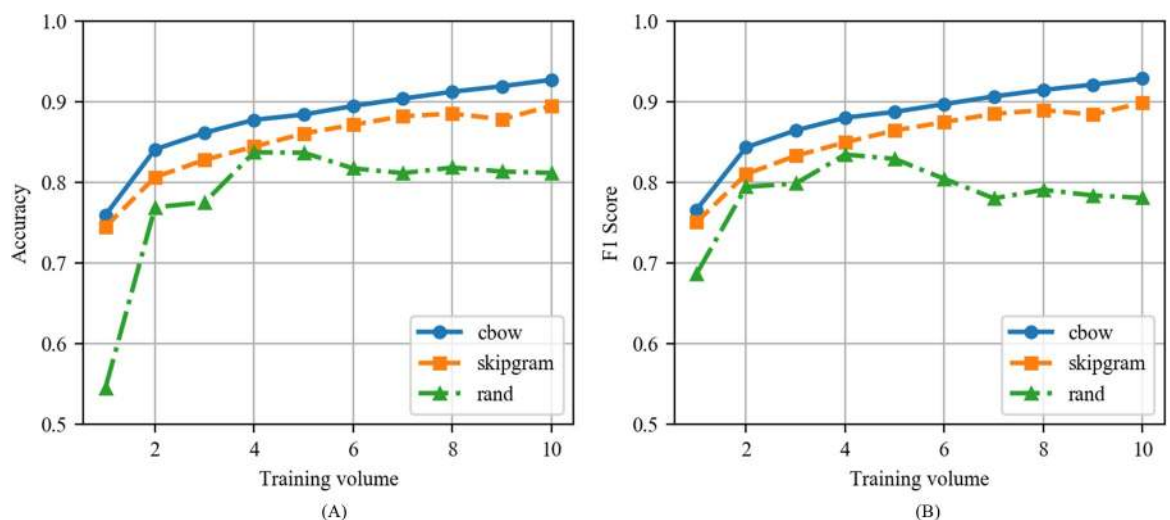 1.0
0.9
0.8
0.7
0.6
0.5
Accuracy
cbow
skipgram
rand
2 4 6 8 10
Training volume
(A)
1.0
0.9
0.8
0.7
0.6
0.5
F1 Score
cbow
skipgram
rand
2 4 6 8 10
Training volume
(B)